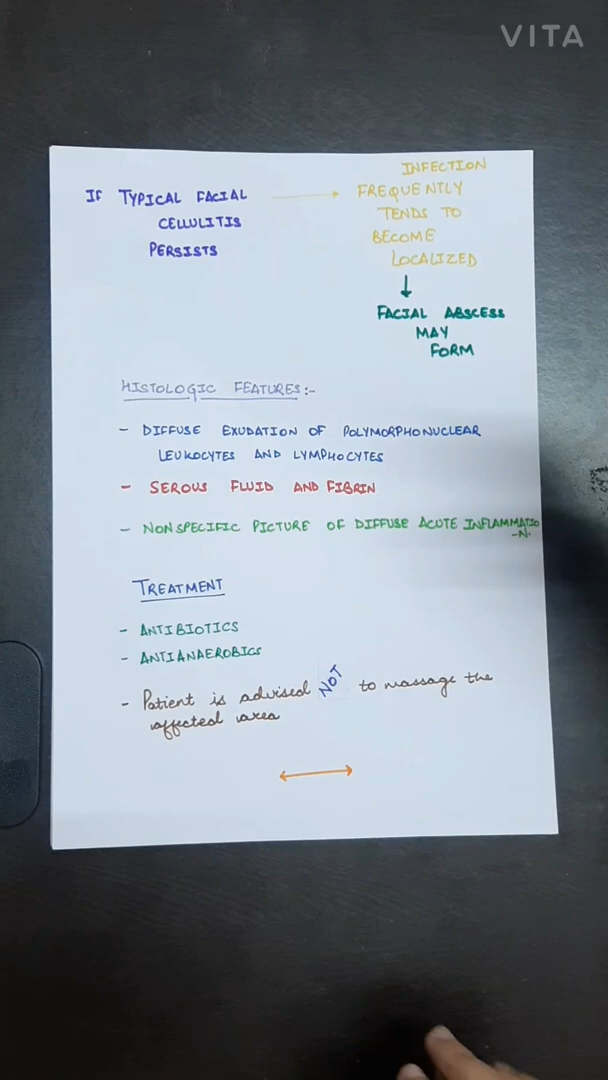 VITA
IF TYPICAL FACIAL
CELLULITIS
PERSISTS
INFECTION
FREQUENTLY
TENDS TO
BECOME
LOCALIZED
FACIAL ABSCESS
MAY
FORM
HISTOLOGIC FEATURES:-
- DIFFUSE EXUDATION OF POLYMORPHONUCLEAR
LEUKOCYTES AND LYMPHOCYTES
- SEROUS FLUID AND FIBRIN
- NONSPECIFIC PICTURE OF DIFFUSE ACUTE INFLAMMATIO
-N.
TREATMENT
- ANTIBIOTICS
- ANTIANAEROBICS
- Patient is advised NOT to massage the
affected area